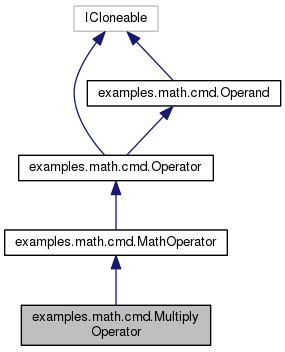 ICloneable
examples.math.cmd.Operand
examples.math.cmd.Operator
examples.math.cmd.MathOperator
examples.math.cmd.Multiply
Operator